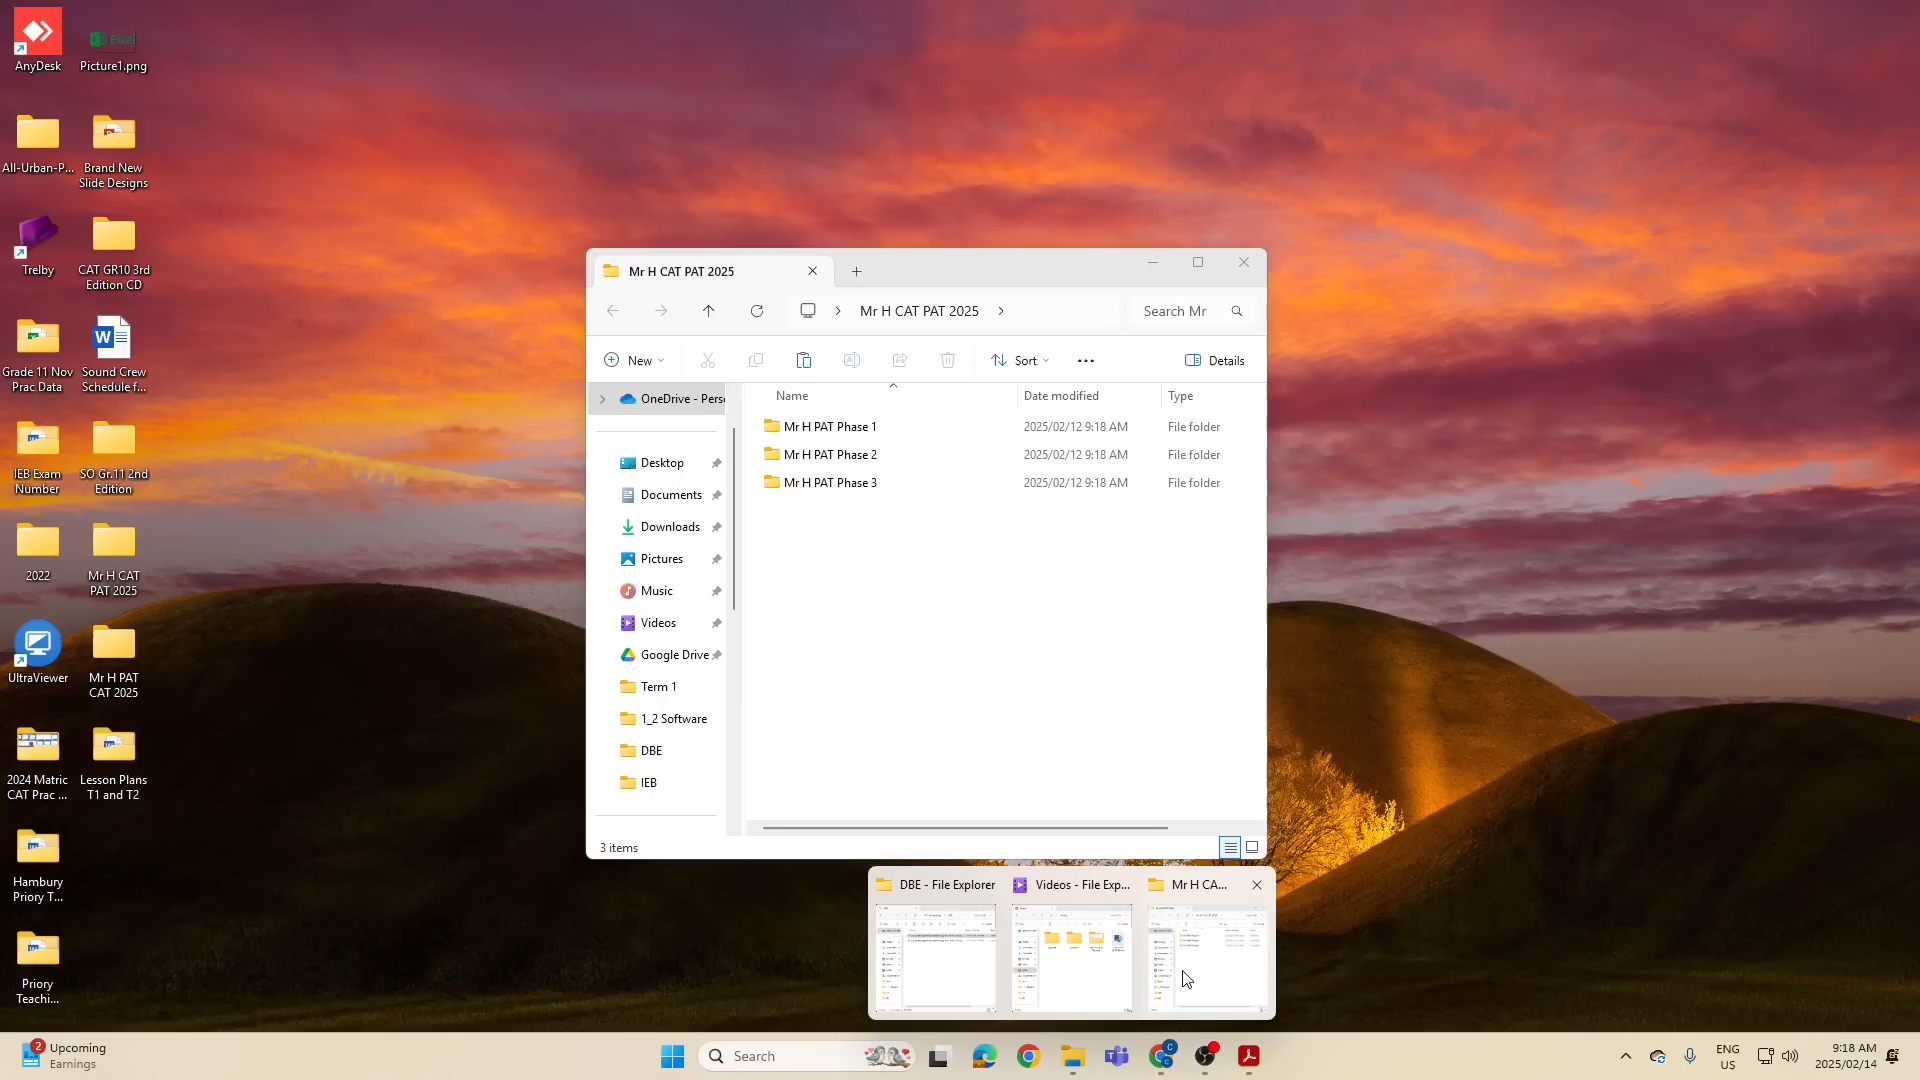 AnyDesk
Excel
Picture1.png
All-Urban-P...
Brand New
Slide Designs
Trelby
CAT GR10 3rd
Edition CD
Grade 11 Nov
Prac Data
Sound Crew
Schedule f...
IEB Exam
Number
SO Gr.11 2nd
Edition
2022
Mr H CAT
PAT 2025
UltraViewer
Mr H PAT
CAT 2025
2024 Matric
CAT Prac ...
Lesson Plans
T1 and T2
Hambury
Priory T...
Priory
Teachi...
Mr H CAT PAT 2025
Mr H CAT PAT 2025
Search Mr
New
Sort
Details
OneDrive - Pers
Desktop
Documents
Downloads
Pictures
Music
Videos
Google Drive
Term 1
1_2 Software
DBE
IEB
Name Date modified Type
Mr H PAT Phase 1 2025/02/12 9:18 AM File folder
Mr H PAT Phase 2 2025/02/12 9:18 AM File folder
Mr H PAT Phase 3 2025/02/12 9:18 AM File folder
3 items
DBE - File Explorer
Videos - File Exp...
Mr H CA...
2
Upcoming
Earnings
Search
C
ENG
US
9:18 AM
2025/02/14